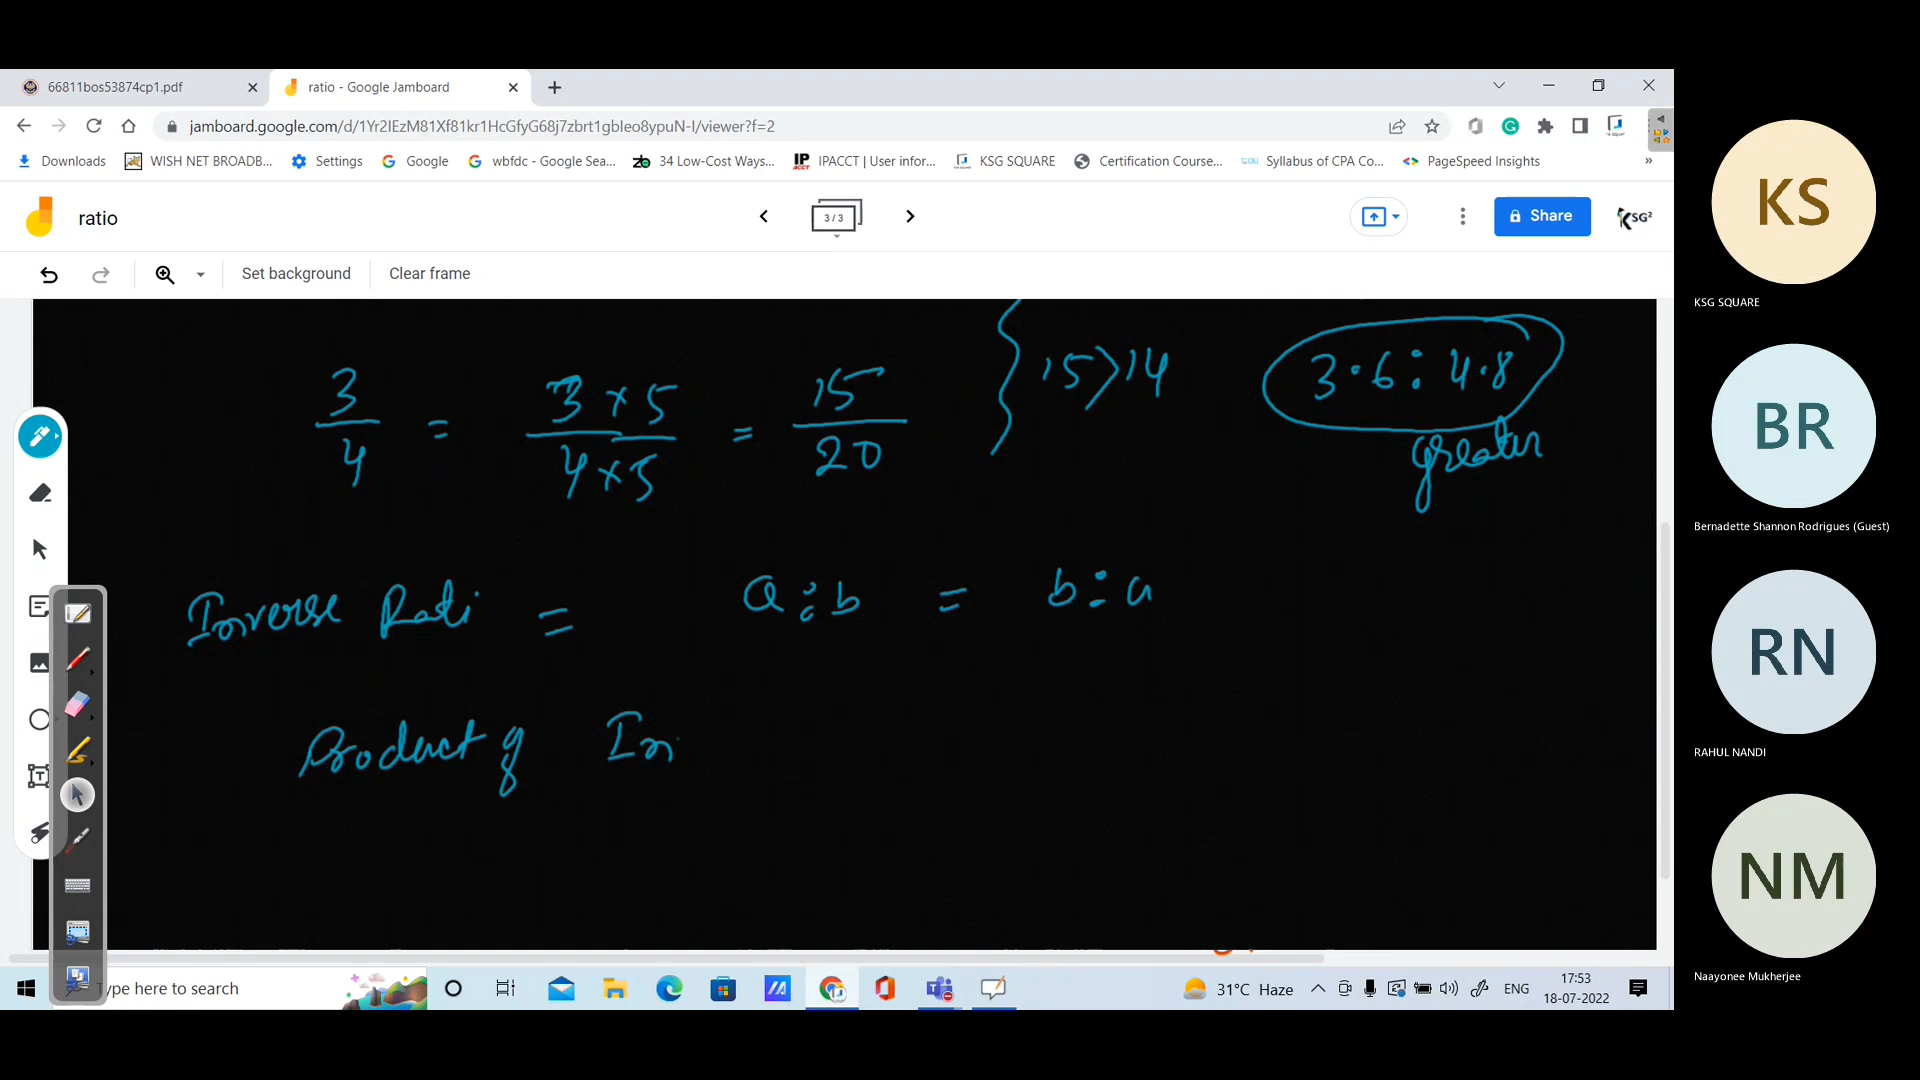 66811bos53874cp1.pdf
ratio - Google Jamboard
jamboard.google.com/d/1Yr2IEzM81Xf81kr1HcGfyG68j7zbrt1gbIeo8ypuN-I/viewer?f=2
Downloads WISH NET BROADB... Settings Google wbfdc - Google Sea... 34 Low-Cost Ways... IPACCT | User infor... KSG SQUARE Certification Course... Syllabus of CPA Co... PageSpeed Insights »
ratio 3 / 3 Share KSG²
Set background Clear frame
3/4 = 3 × 5 / 4 × 5 = 15/20 } 15 > 14 3.6 : 4.8
greater
Inverse Rati = a : b = b : a
Product of In
Type here to search 31°C Haze ENG 17:53
18-07-2022
KS
KSG SQUARE
BR
Bernadette Shannon Rodrigues (Guest)
RN
RAHUL NANDI
NM
Naayonee Mukherjee